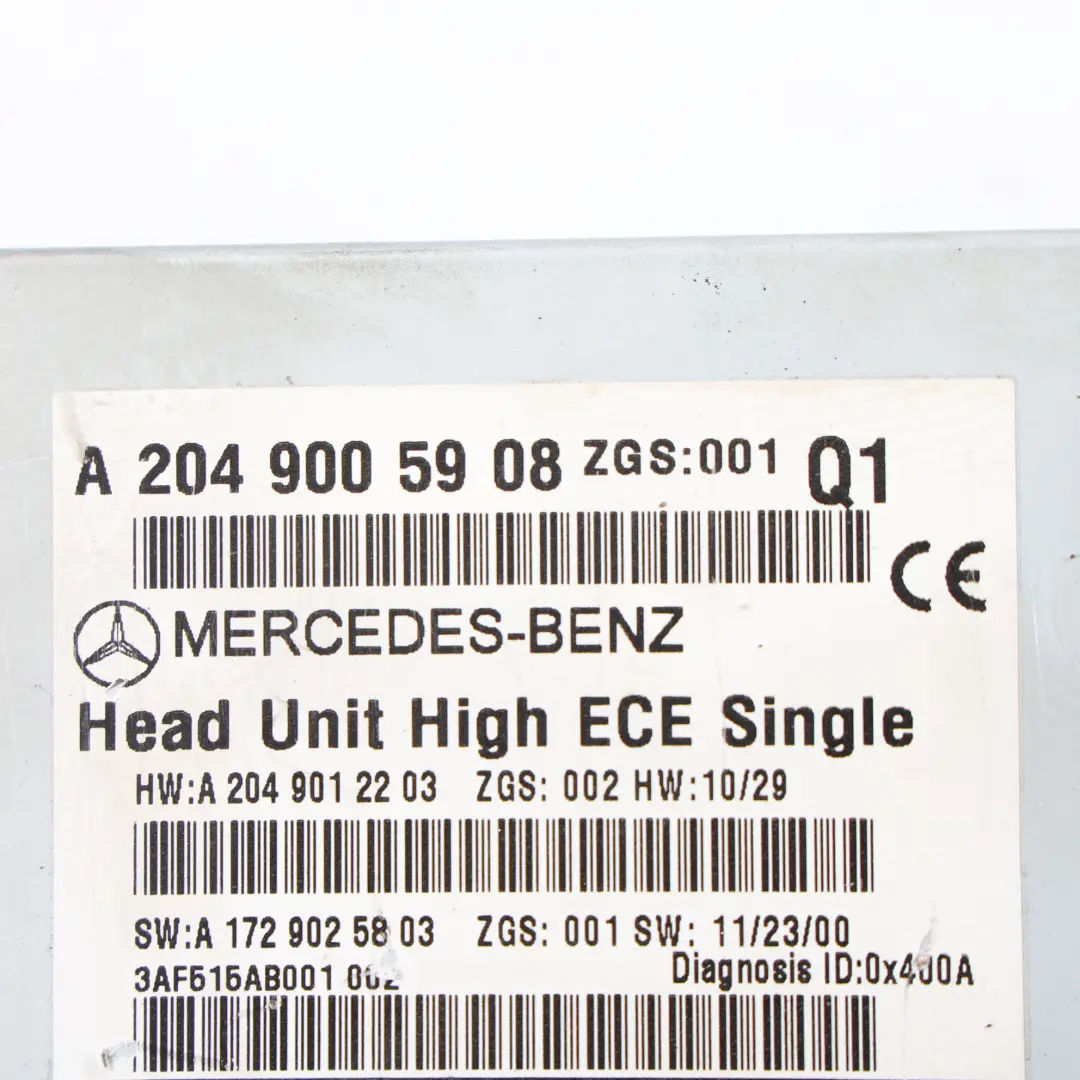 A 204 900 59 08 ZGS:001 Q1
CE
MERCEDES-BENZ
Head Unit High ECE Single
HW:A 204 901 22 03 ZGS: 002 HW:10/29
SW:A 172 902 58 03 ZGS: 001 SW: 11/23/00
3AF515AB001 002
Diagnosis ID:0x400A